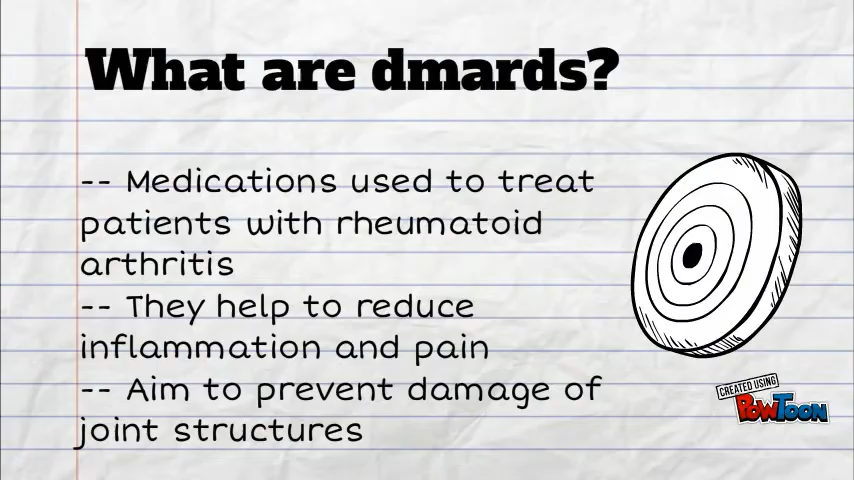 What are dmards?
-- Medications used to treat
patients with rheumatoid
arthritis
-- They help to reduce
inflammation and pain
-- Aim to prevent damage of
joint structures
CREATED USING
POWTOON